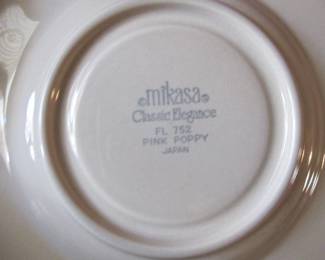 mikasa
Classic Elegance
FL 752
PINK POPPY
JAPAN